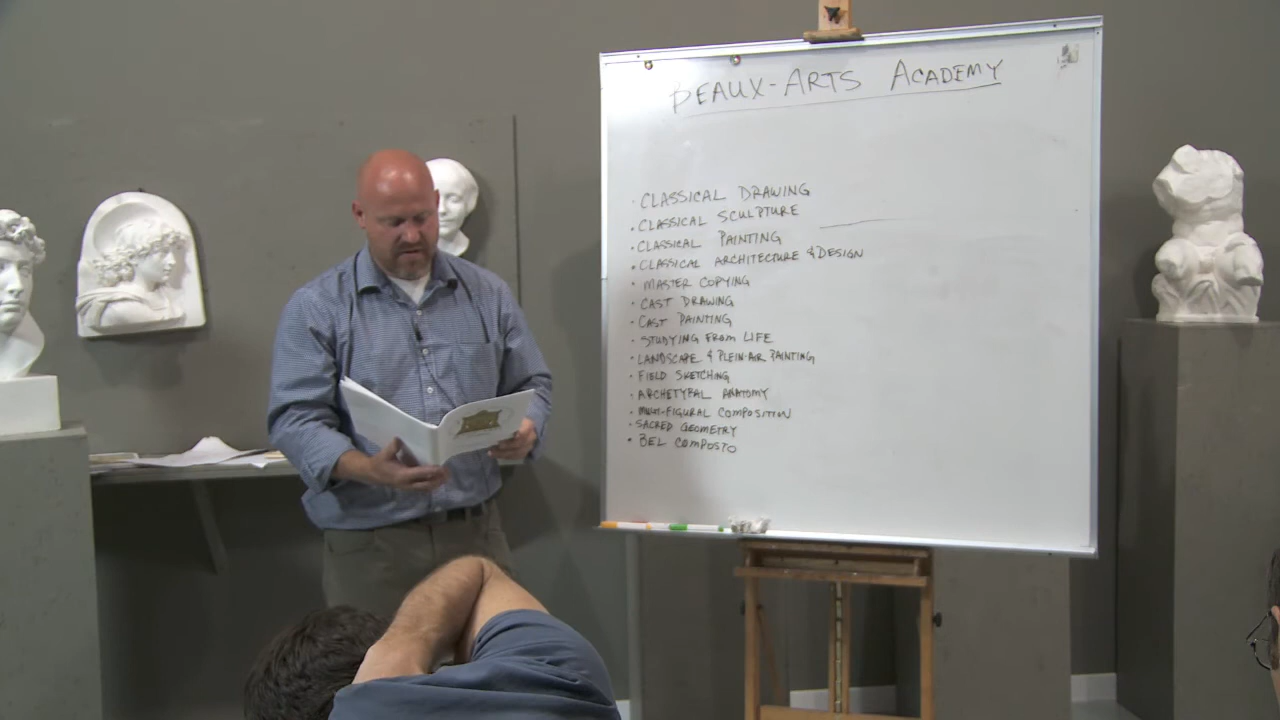 BEAUX-ARTS ACADEMY
· CLASSICAL DRAWING
· CLASSICAL SCULPTURE
· CLASSICAL PAINTING
· CLASSICAL ARCHITECTURE & DESIGN
· MASTER COPYING
· CAST DRAWING
· CAST PAINTING
· STUDYING FROM LIFE
· LANDSCAPE & PLEIN-AIR PAINTING
· FIELD SKETCHING
· ARCHETYPAL ANATOMY
· MULTI-FIGURAL COMPOSITION
· SACRED GEOMETRY
· BEL COMPOSTO